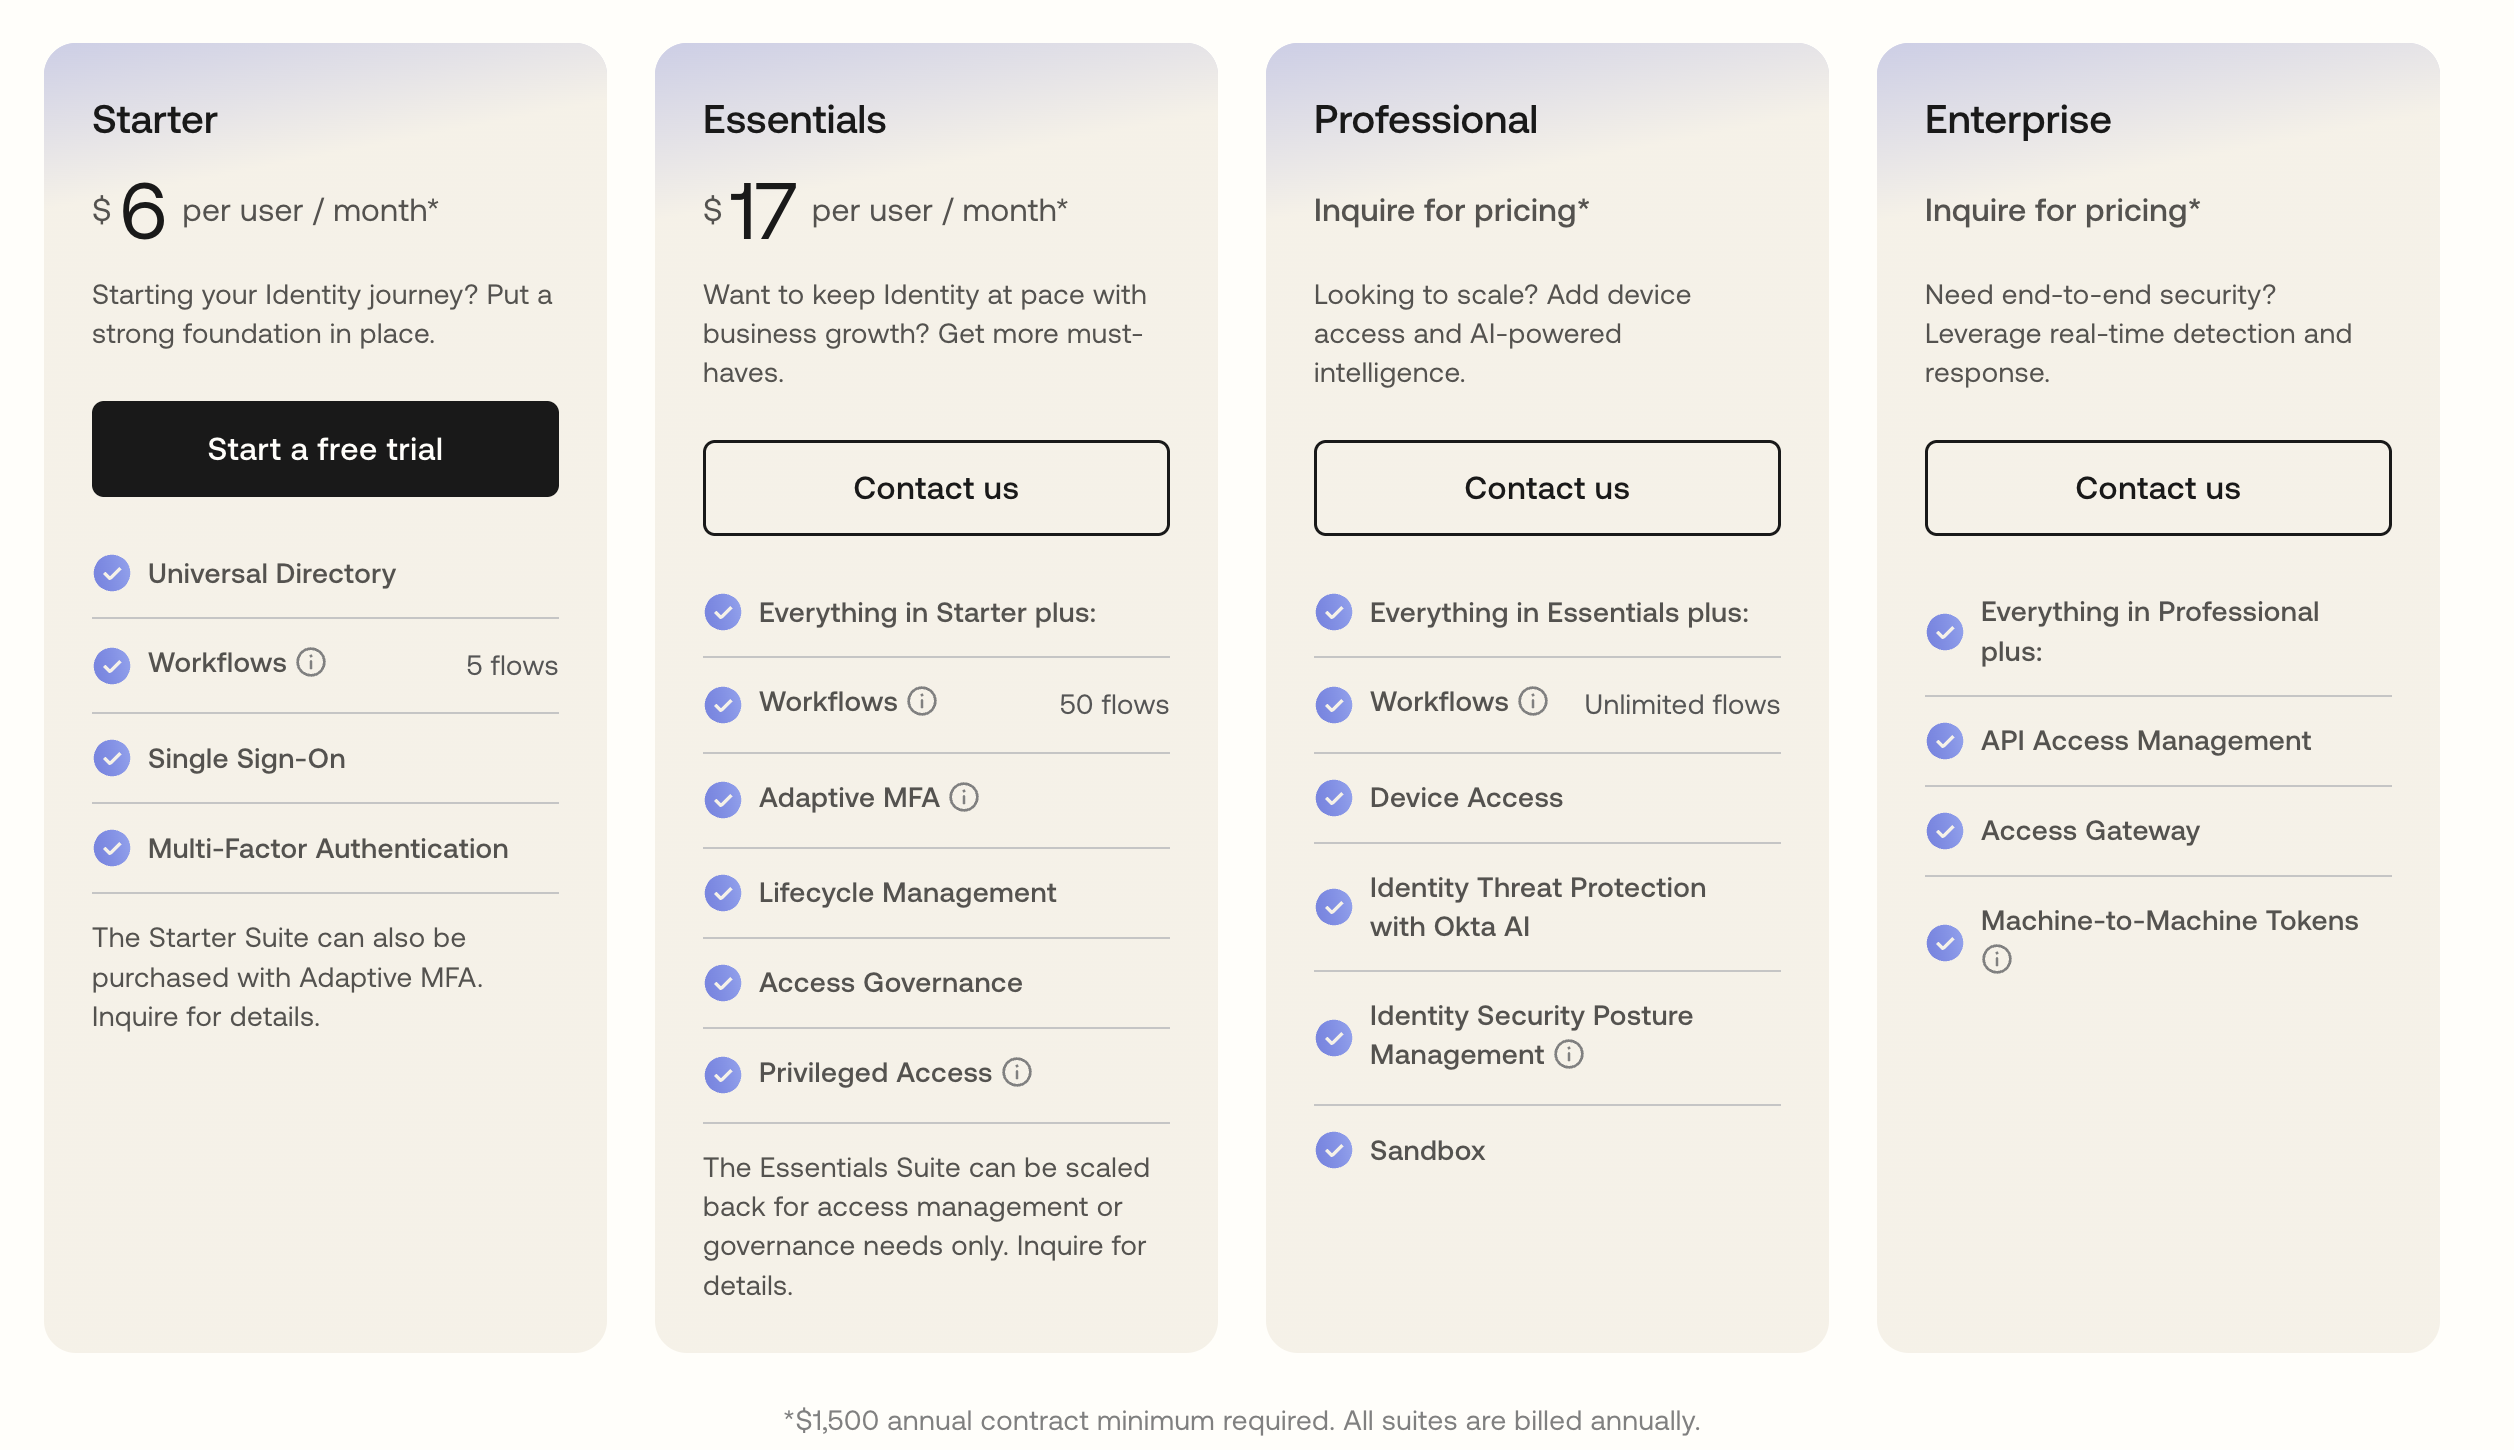 Starter
$ 6 per user / month*
Starting your Identity journey? Put a
strong foundation in place.
Start a free trial
Universal Directory
Workflows 5 flows
Single Sign-On
Multi-Factor Authentication
The Starter Suite can also be
purchased with Adaptive MFA.
Inquire for details.
Essentials
$ 17 per user / month*
Want to keep Identity at pace with
business growth? Get more must-
haves.
Contact us
Everything in Starter plus:
Workflows 50 flows
Adaptive MFA
Lifecycle Management
Access Governance
Privileged Access
The Essentials Suite can be scaled
back for access management or
governance needs only. Inquire for
details.
Professional
Inquire for pricing*
Looking to scale? Add device
access and AI-powered
intelligence.
Contact us
Everything in Essentials plus:
Workflows Unlimited flows
Device Access
Identity Threat Protection
with Okta AI
Identity Security Posture
Management
Sandbox
Enterprise
Inquire for pricing*
Need end-to-end security?
Leverage real-time detection and
response.
Contact us
Everything in Professional
plus:
API Access Management
Access Gateway
Machine-to-Machine Tokens
*$1,500 annual contract minimum required. All suites are billed annually.